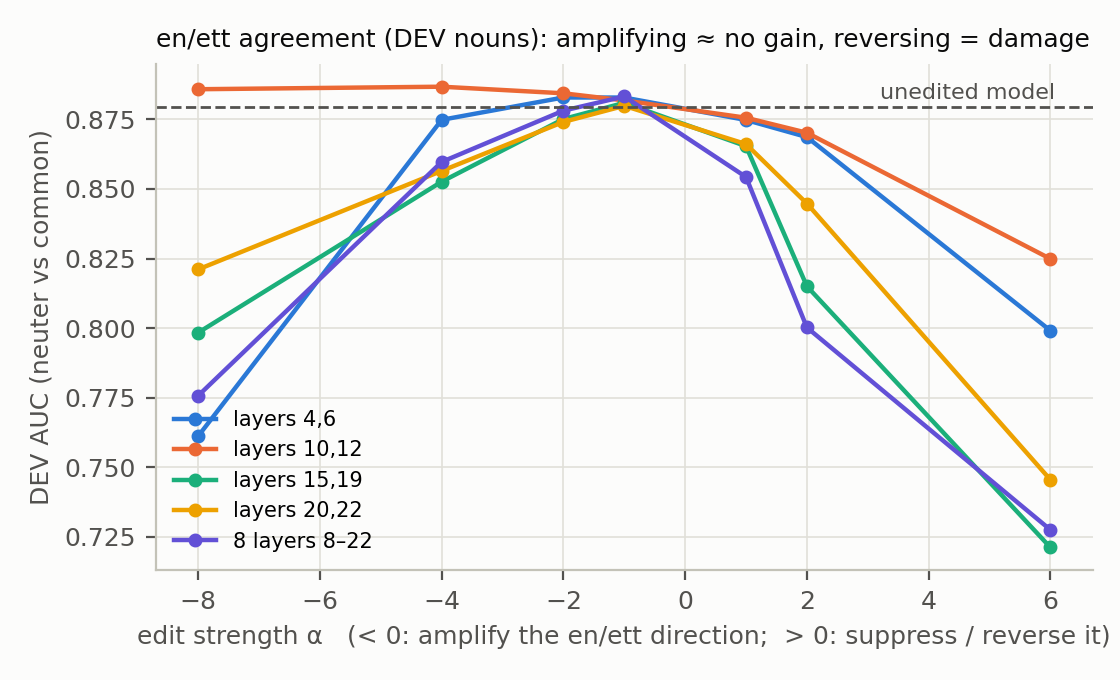 en/ett agreement (DEV nouns): amplifying ≈ no gain, reversing = damage
unedited model
DEV AUC (neuter vs common)
0.875
0.850
0.825
0.800
0.775
0.750
0.725
layers 4,6
layers 10,12
layers 15,19
layers 20,22
8 layers 8–22
−8
−6
−4
−2
0
2
4
6
edit strength α (< 0: amplify the en/ett direction; > 0: suppress / reverse it)